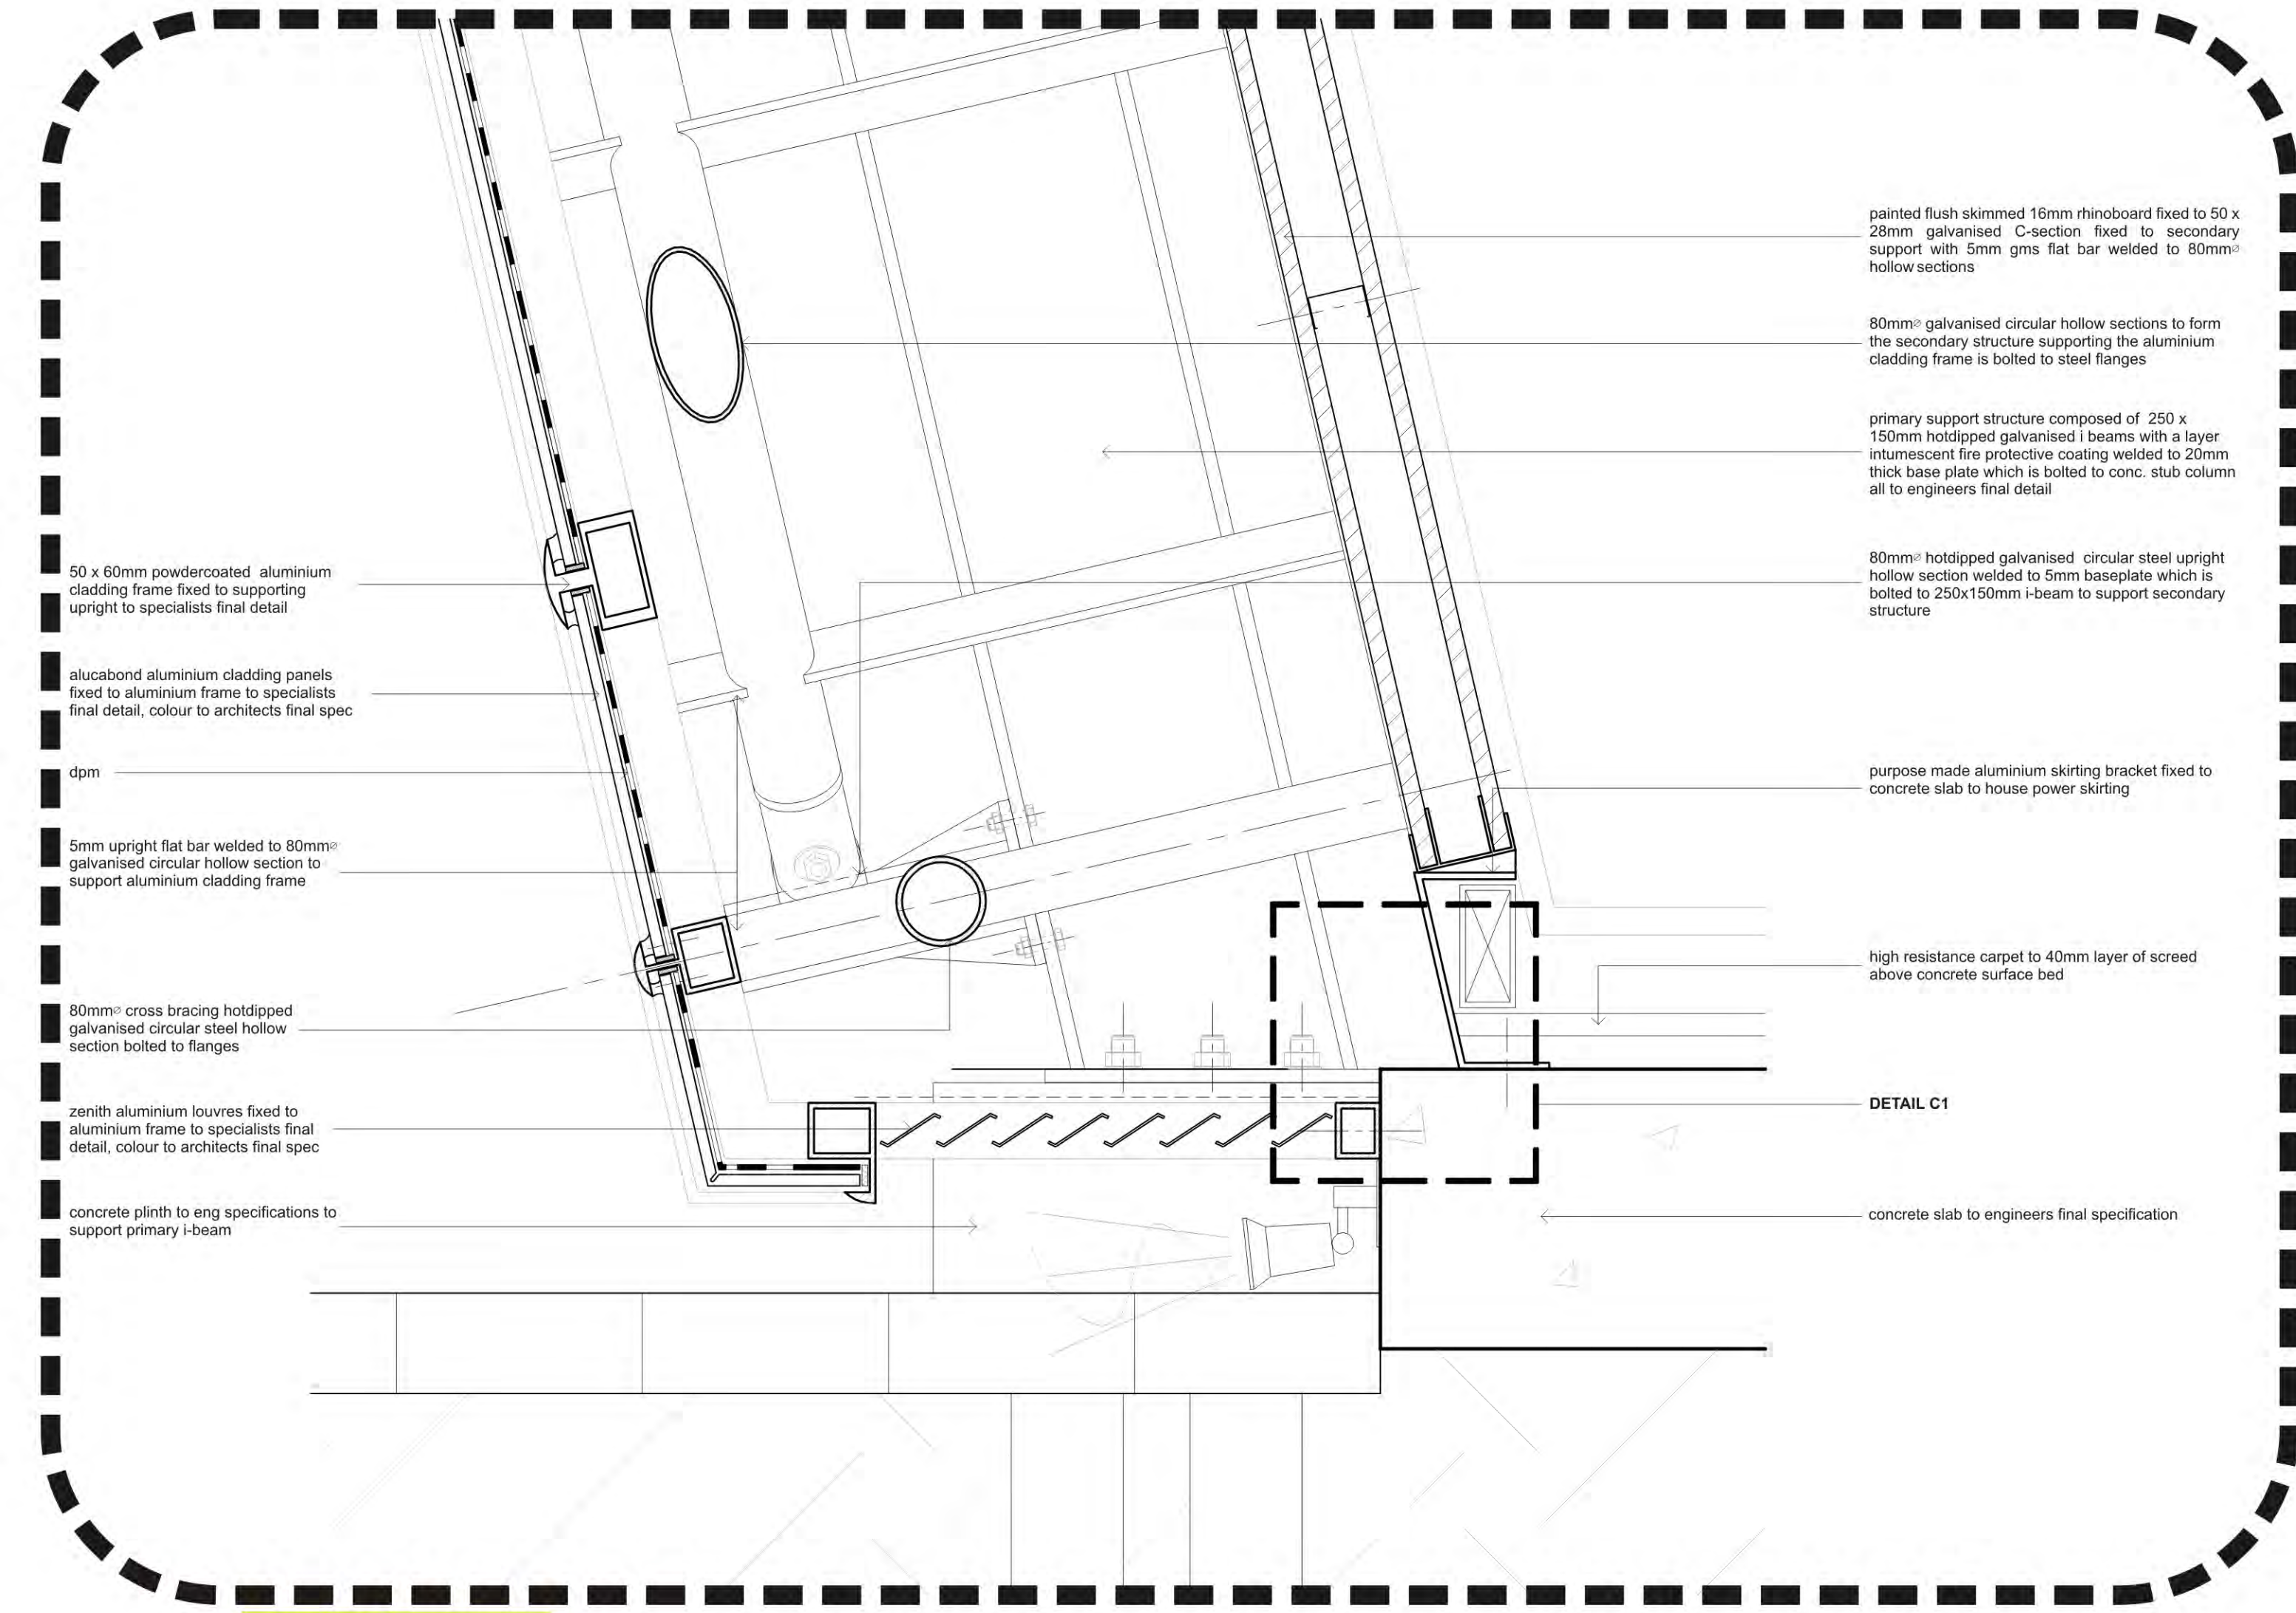 painted flush skimmed 16mm rhinoboard fixed to 50 x
28mm galvanised C-section fixed to secondary
support with 5mm gms flat bar welded to 80mm⌀
hollow sections
80mm⌀ galvanised circular hollow sections to form
the secondary structure supporting the aluminium
cladding frame is bolted to steel flanges
primary support structure composed of 250 x
150mm hotdipped galvanised i beams with a layer
intumescent fire protective coating welded to 20mm
thick base plate which is bolted to conc. stub column
all to engineers final detail
80mm⌀ hotdipped galvanised circular steel upright
hollow section welded to 5mm baseplate which is
bolted to 250x150mm i-beam to support secondary
structure
purpose made aluminium skirting bracket fixed to
concrete slab to house power skirting
high resistance carpet to 40mm layer of screed
above concrete surface bed
DETAIL C1
concrete slab to engineers final specification
50 x 60mm powdercoated aluminium
cladding frame fixed to supporting
upright to specialists final detail
alucabond aluminium cladding panels
fixed to aluminium frame to specialists
final detail, colour to architects final spec
dpm
5mm upright flat bar welded to 80mm⌀
galvanised circular hollow section to
support aluminium cladding frame
80mm⌀ cross bracing hotdipped
galvanised circular steel hollow
section bolted to flanges
zenith aluminium louvres fixed to
aluminium frame to specialists final
detail, colour to architects final spec
concrete plinth to eng specifications to
support primary i-beam